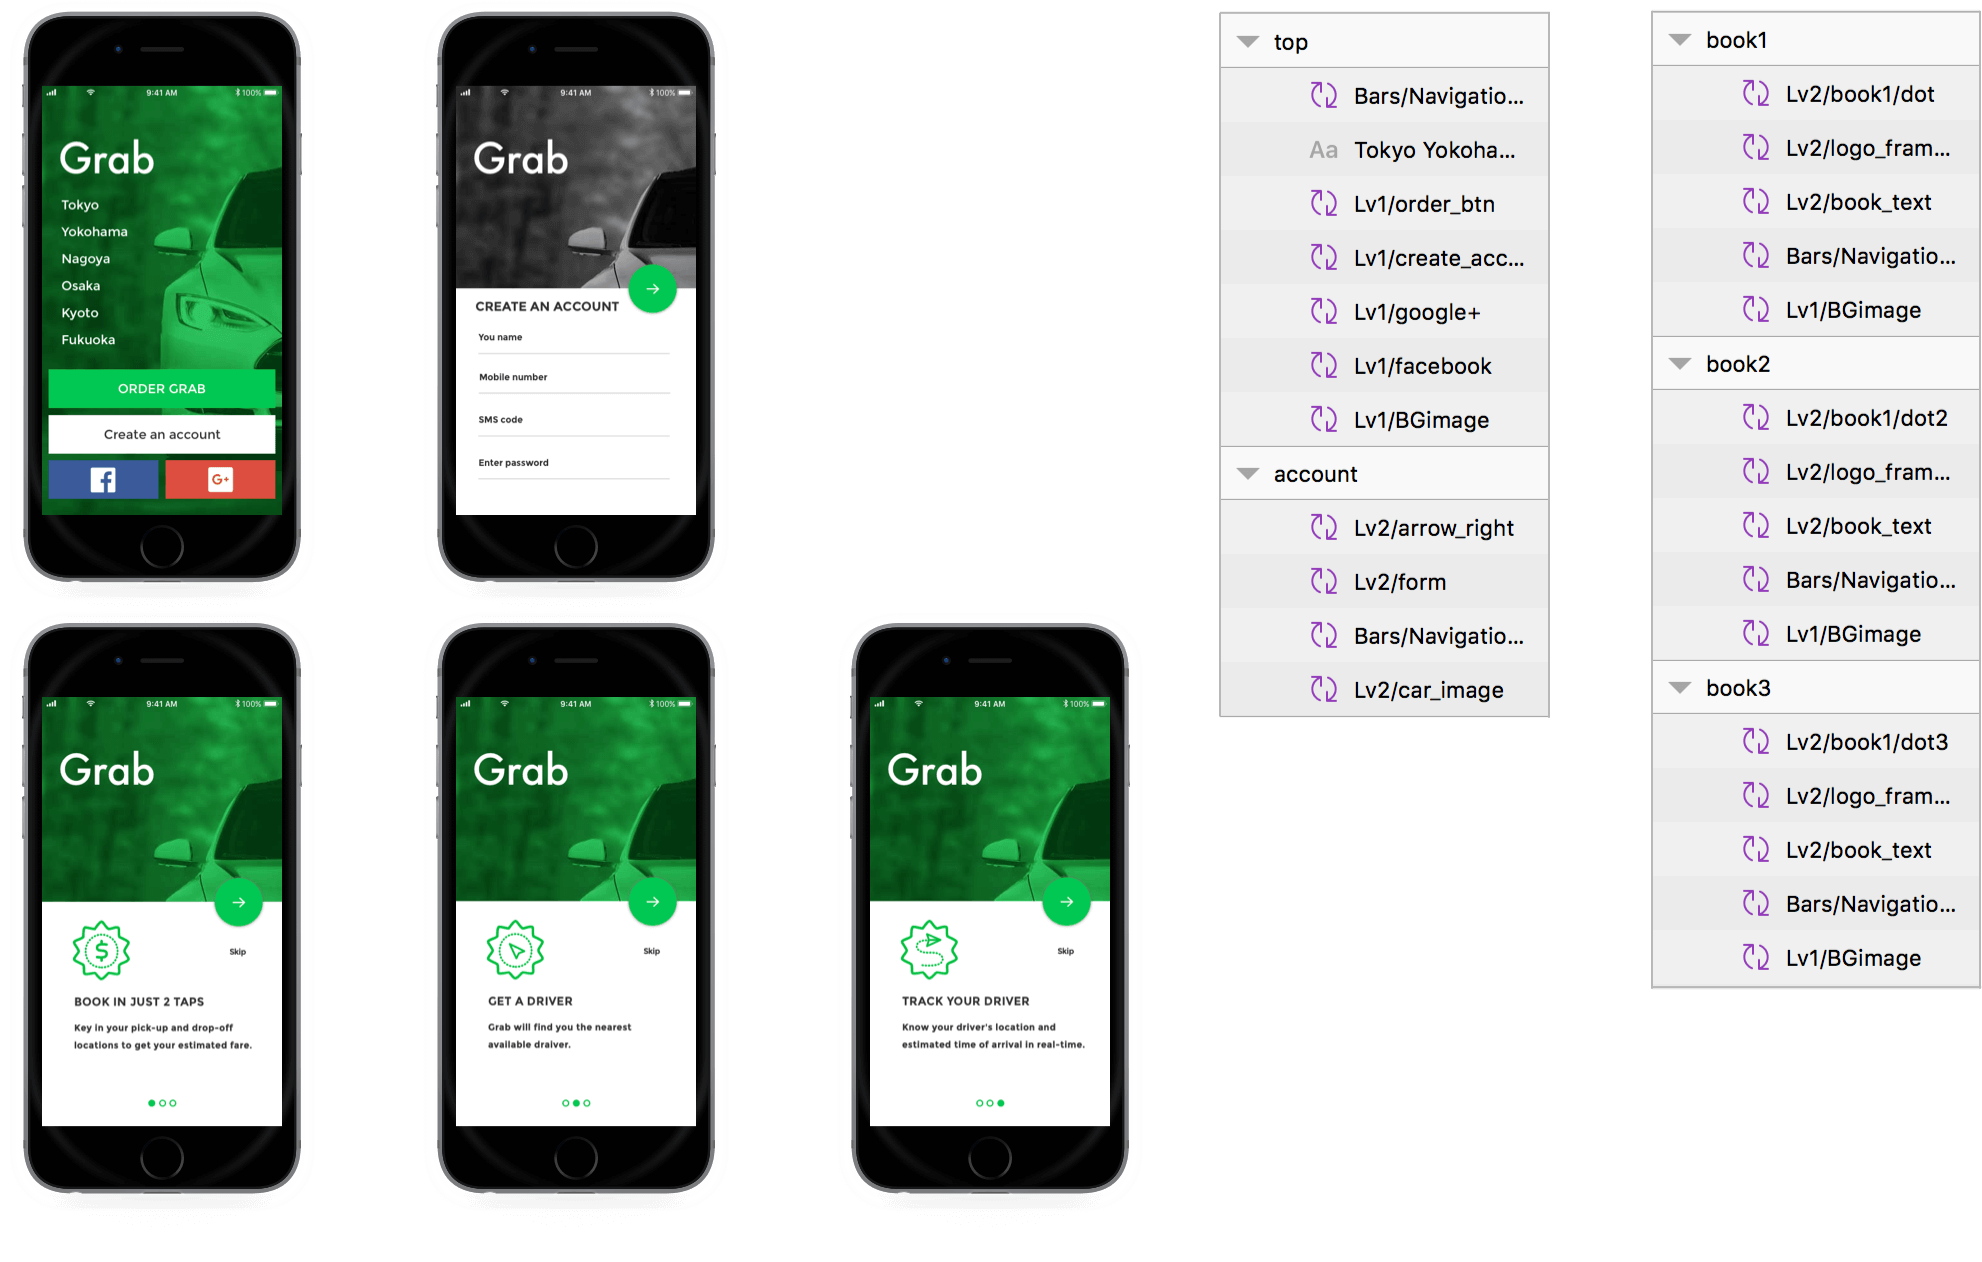 9:41 AM
100%
Grab
Tokyo
Yokohama
Nagoya
Osaka
Kyoto
Fukuoka
ORDER GRAB
Create an account
G+
9:41 AM
100%
Grab
CREATE AN ACCOUNT
You name
Mobile number
SMS code
Enter password
9:41 AM
100%
Grab
Skip
$
BOOK IN JUST 2 TAPS
Key in your pick-up and drop-off
locations to get your estimated fare.
9:41 AM
100%
Grab
Skip
GET A DRIVER
Grab will find you the nearest
available draiver.
9:41 AM
100%
Grab
Skip
TRACK YOUR DRIVER
Know your driver's location and
estimated time of arrival in real-time.
top
Bars/Navigatio...
Aa Tokyo Yokoha...
Lv1/order_btn
Lv1/create_acc...
Lv1/google+
Lv1/facebook
Lv1/BGimage
account
Lv2/arrow_right
Lv2/form
Bars/Navigatio...
Lv2/car_image
book1
Lv2/book1/dot
Lv2/logo_fram...
Lv2/book_text
Bars/Navigatio...
Lv1/BGimage
book2
Lv2/book1/dot2
Lv2/logo_fram...
Lv2/book_text
Bars/Navigatio...
Lv1/BGimage
book3
Lv2/book1/dot3
Lv2/logo_fram...
Lv2/book_text
Bars/Navigatio...
Lv1/BGimage